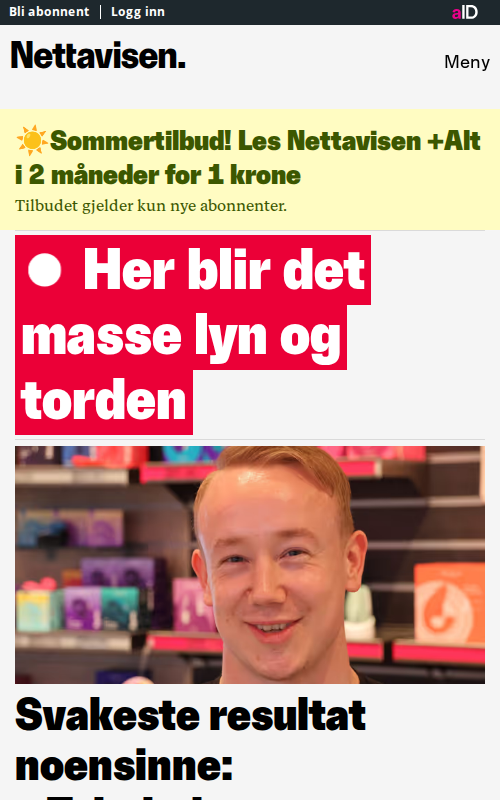 Bli abonnent | Logg inn
aID
Nettavisen.
Meny
☀️Sommertilbud! Les Nettavisen +Alt
i 2 måneder for 1 krone
Tilbudet gjelder kun nye abonnenter.
Her blir det
masse lyn og
torden
Svakeste resultat
noensinne: